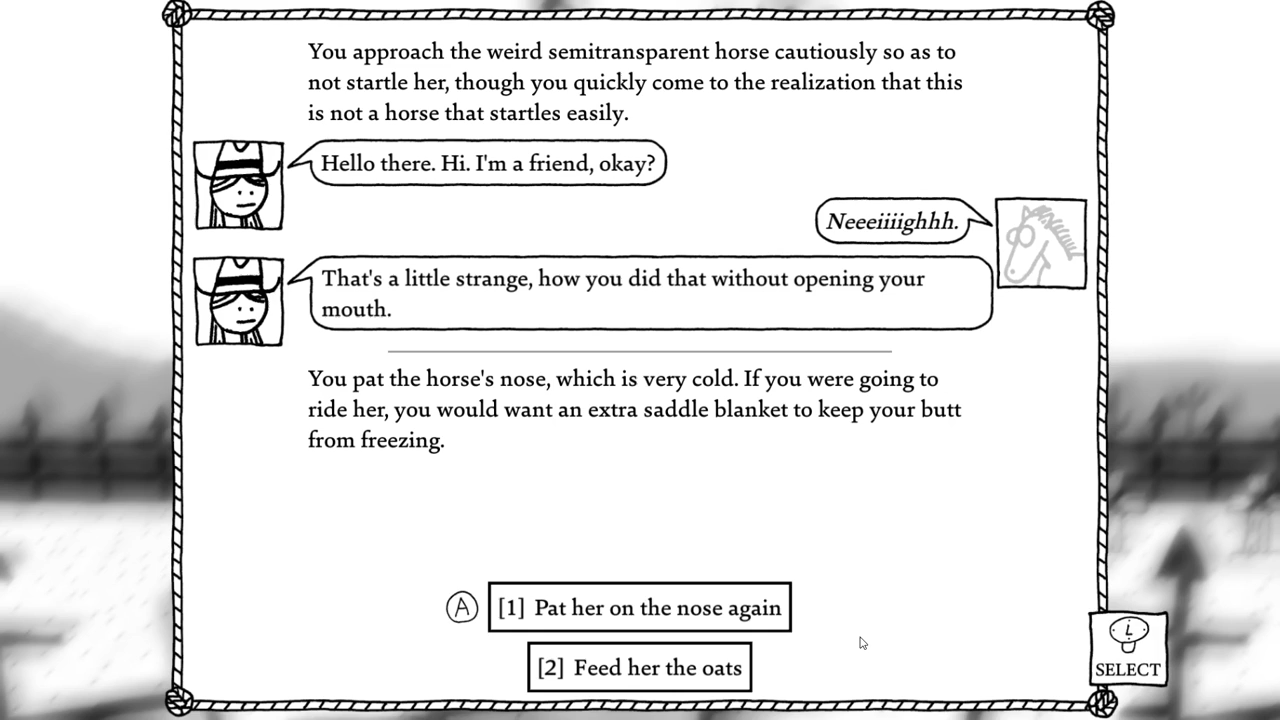 You approach the weird semitransparent horse cautiously so as to
not startle her, though you quickly come to the realization that this
is not a horse that startles easily.
Hello there. Hi. I'm a friend, okay?
Neeeiiiighhh.
That's a little strange, how you did that without opening your
mouth.
You pat the horse's nose, which is very cold. If you were going to
ride her, you would want an extra saddle blanket to keep your butt
from freezing.
A [1] Pat her on the nose again
[2] Feed her the oats
L
SELECT